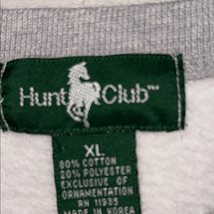 Hunt Club™
XL
80% COTTON
20% POLYESTER
EXCLUSIVE OF
ORNAMENTATION
RN 11935
MADE IN KOREA